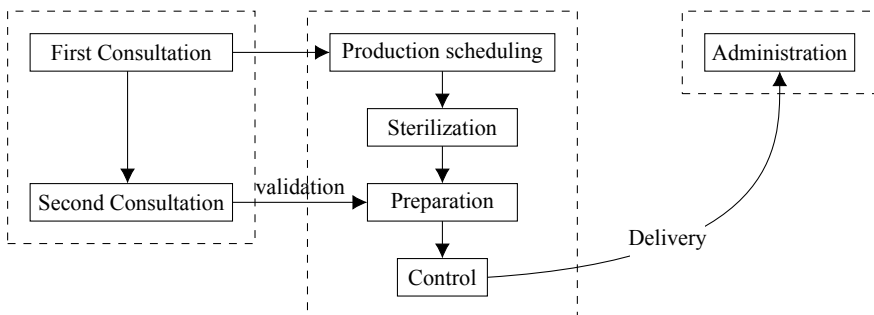 First Consultation
Production scheduling
Administration
Sterilization
Second Consultation
validation
Preparation
Delivery
Control